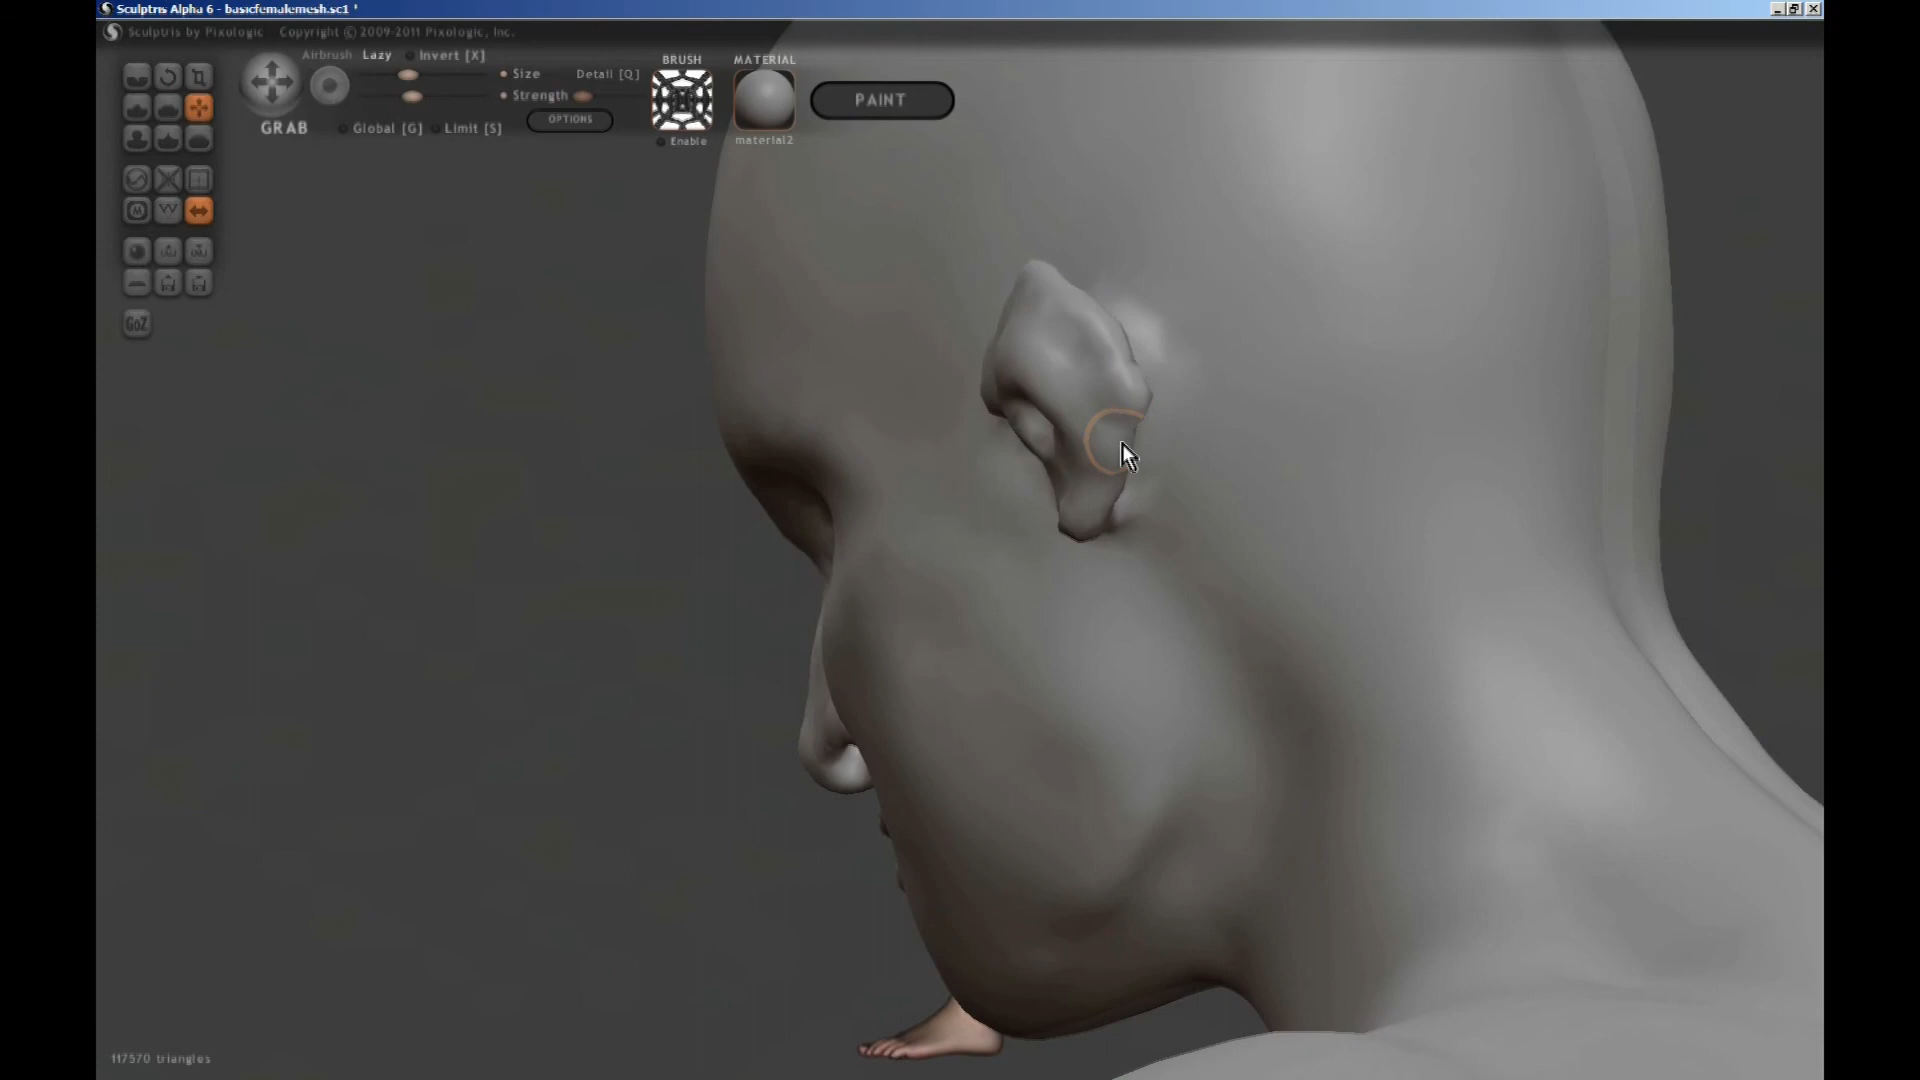 Sculptris Alpha 6 - basicfemalemesh.sc1 *
Sculptris by Pixologic Copyright © 2009-2011 Pixologic, Inc.
Airbrush Lazy Invert [X]
BRUSH MATERIAL
Size Detail [Q]
Strength
PAINT
GRAB Global [G] Limit [S] OPTIONS
Enable material2
M
GoZ
117570 triangles